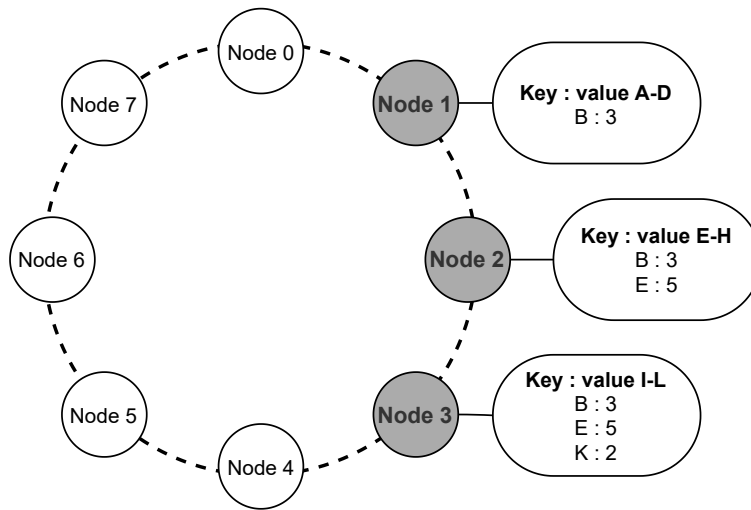 Node 0
Node 1
Key : value A-D
B : 3
Node 7
Node 2
Key : value E-H
B : 3
E : 5
Node 6
Node 3
Key : value I-L
B : 3
E : 5
K : 2
Node 5
Node 4